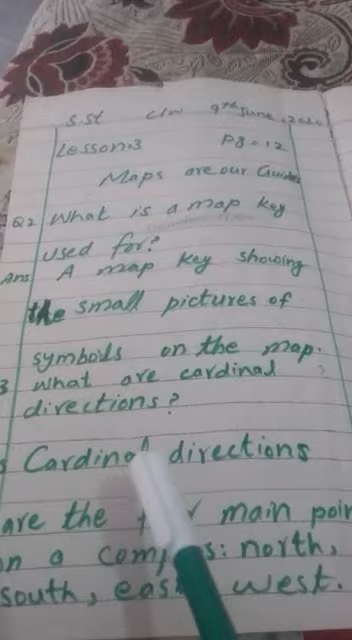 S.St C/W 9th June, 2020
Lesson:3 Pg = 12
Maps are our Guides
Q2 What is a map key
used for?
Ans A map key showing
the small pictures of
symbols on the map.
3 What are cardinal
directions?
Cardinal directions
are the main poin
on a compass: north,
south, east, west.